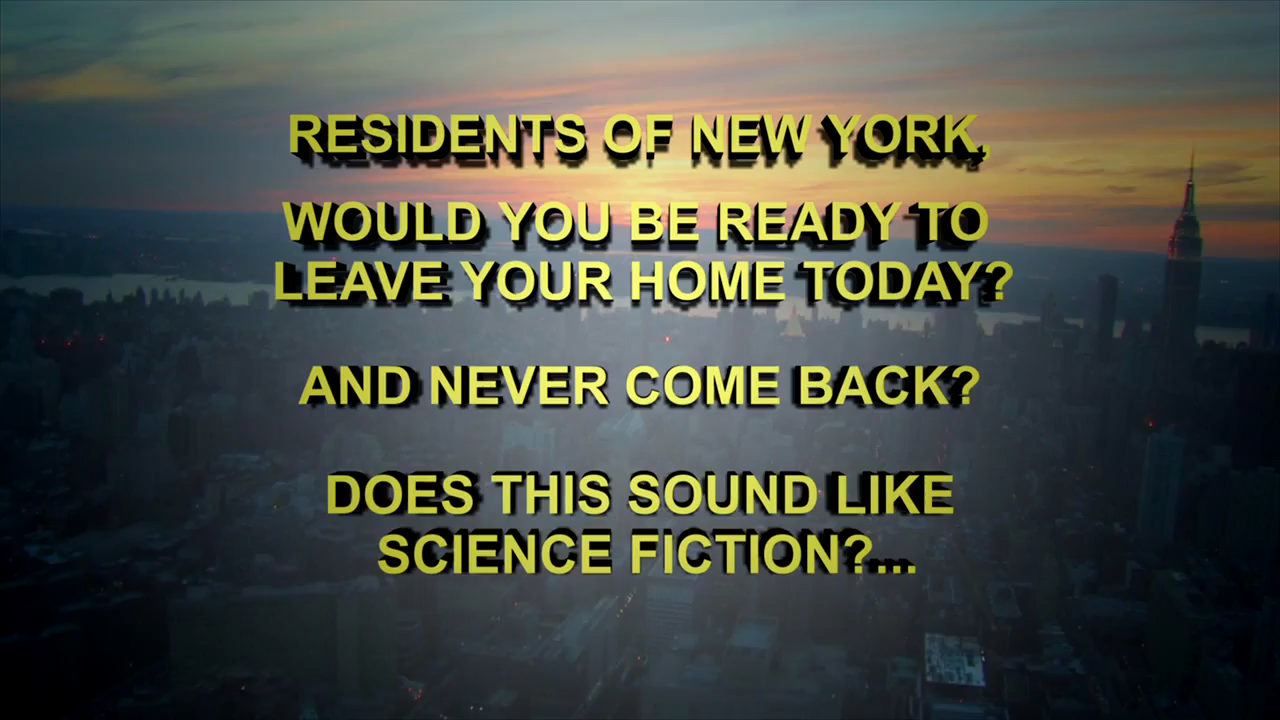 RESIDENTS OF NEW YORK,
WOULD YOU BE READY TO
LEAVE YOUR HOME TODAY?
AND NEVER COME BACK?
DOES THIS SOUND LIKE
SCIENCE FICTION?...